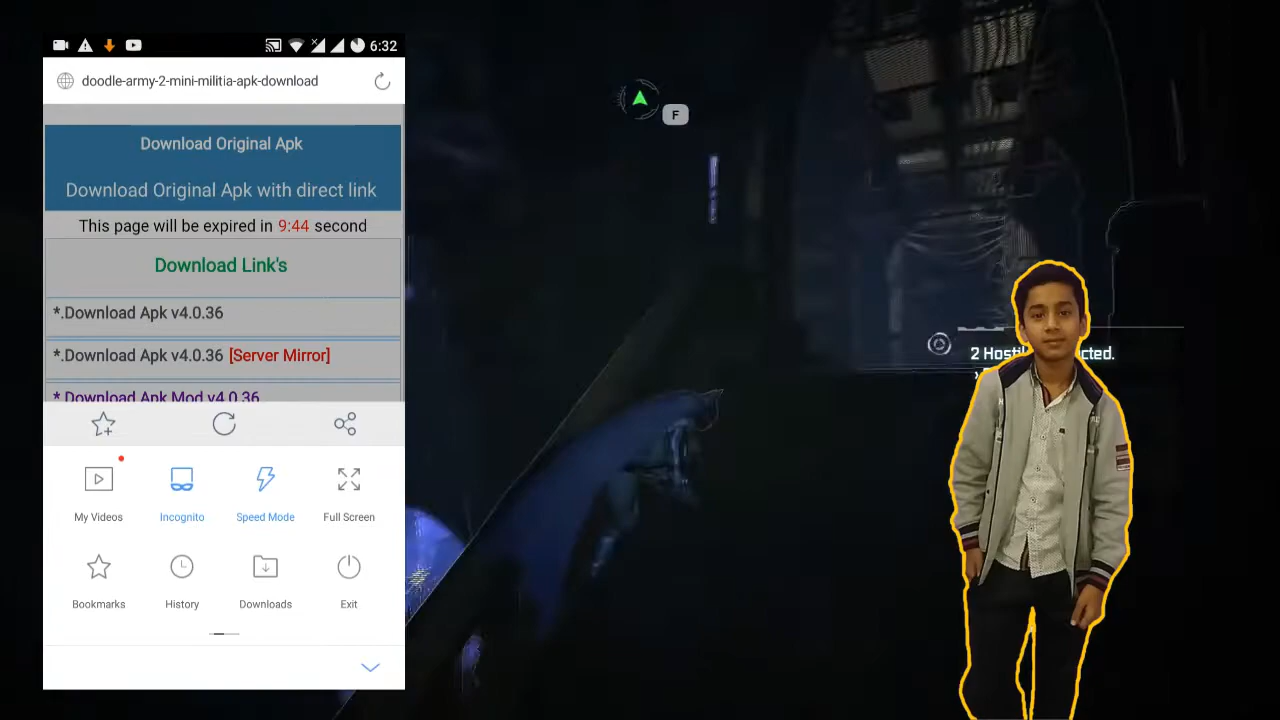 6:32
doodle-army-2-mini-militia-apk-download
Download Original Apk
Download Original Apk with direct link
This page will be expired in 9:44 second
Download Link's
*.Download Apk v4.0.36
*.Download Apk v4.0.36 [Server Mirror]
* Download Apk Mod v4.0.36
My Videos
Incognito
Speed Mode
Full Screen
Bookmarks
History
Downloads
Exit
F
2